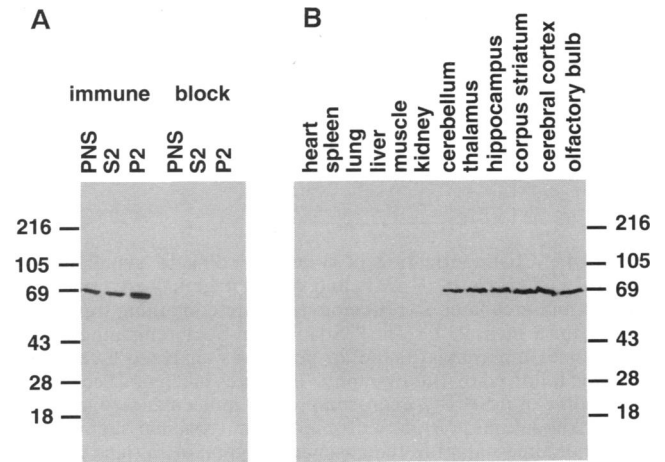 A
immune block
PNS
S2
P2
PNS
S2
P2
216
105
69
43
28
18
B
heart
spleen
lung
liver
muscle
kidney
cerebellum
thalamus
hippocampus
corpus striatum
cerebral cortex
olfactory bulb
216
105
69
43
28
18